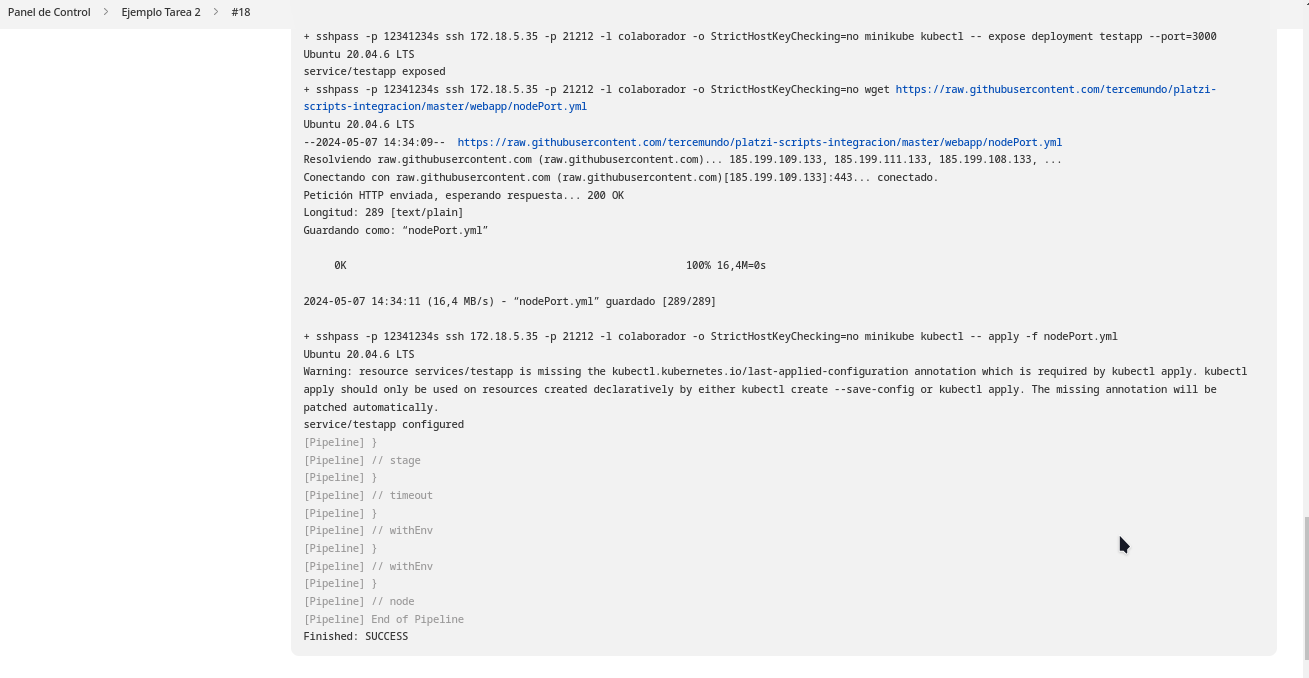 Panel de Control > Ejemplo Tarea 2 > #18
+ sshpass -p 12341234s ssh 172.18.5.35 -p 21212 -l colaborador -o StrictHostKeyChecking=no minikube kubectl -- expose deployment testapp --port=3000
Ubuntu 20.04.6 LTS
service/testapp exposed
+ sshpass -p 12341234s ssh 172.18.5.35 -p 21212 -l colaborador -o StrictHostKeyChecking=no wget https://raw.githubusercontent.com/tercemundo/platzi-
scripts-integracion/master/webapp/nodePort.yml
Ubuntu 20.04.6 LTS
--2024-05-07 14:34:09--  https://raw.githubusercontent.com/tercemundo/platzi-scripts-integracion/master/webapp/nodePort.yml
Resolviendo raw.githubusercontent.com (raw.githubusercontent.com)... 185.199.109.133, 185.199.111.133, 185.199.108.133, ...
Conectando con raw.githubusercontent.com (raw.githubusercontent.com)[185.199.109.133]:443... conectado.
Petición HTTP enviada, esperando respuesta... 200 OK
Longitud: 289 [text/plain]
Guardando como: “nodePort.yml”
0K 100% 16,4M=0s
2024-05-07 14:34:11 (16,4 MB/s) - “nodePort.yml” guardado [289/289]
+ sshpass -p 12341234s ssh 172.18.5.35 -p 21212 -l colaborador -o StrictHostKeyChecking=no minikube kubectl -- apply -f nodePort.yml
Ubuntu 20.04.6 LTS
Warning: resource services/testapp is missing the kubectl.kubernetes.io/last-applied-configuration annotation which is required by kubectl apply. kubectl
apply should only be used on resources created declaratively by either kubectl create --save-config or kubectl apply. The missing annotation will be
patched automatically.
service/testapp configured
[Pipeline] }
[Pipeline] // stage
[Pipeline] }
[Pipeline] // timeout
[Pipeline] }
[Pipeline] // withEnv
[Pipeline] }
[Pipeline] // withEnv
[Pipeline] }
[Pipeline] // node
[Pipeline] End of Pipeline
Finished: SUCCESS